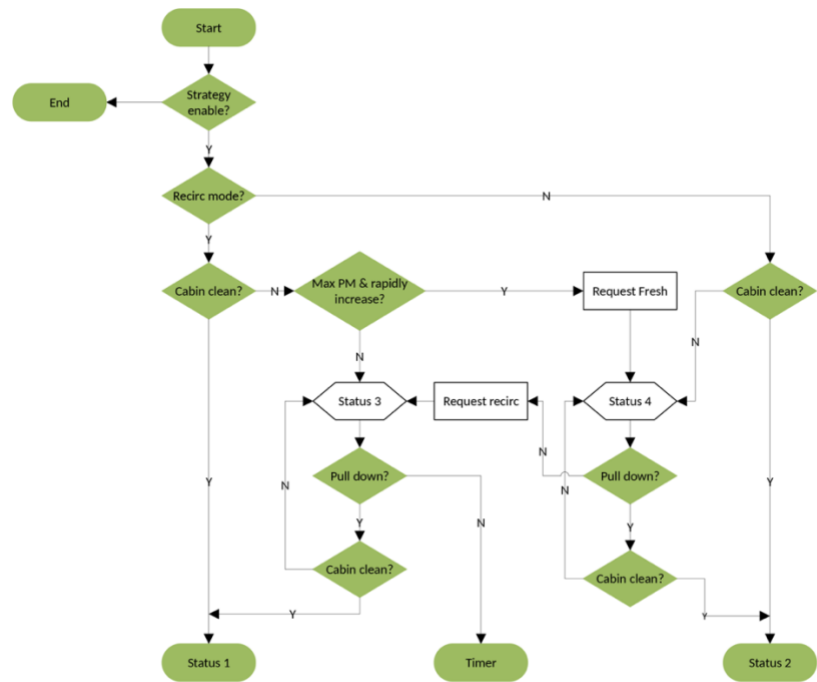 Start
End
Strategy
enable?
Y
Recirc mode?
N
Y
Cabin clean?
N
Max PM & rapidly
increase?
Y
Request Fresh
Cabin clean?
N
N
Status 3
Request recirc
Status 4
N
Pull down?
Pull down?
N
N
Y
Y
Y
N
Y
Cabin clean?
Cabin clean?
Y
Y
Status 1
Timer
Status 2